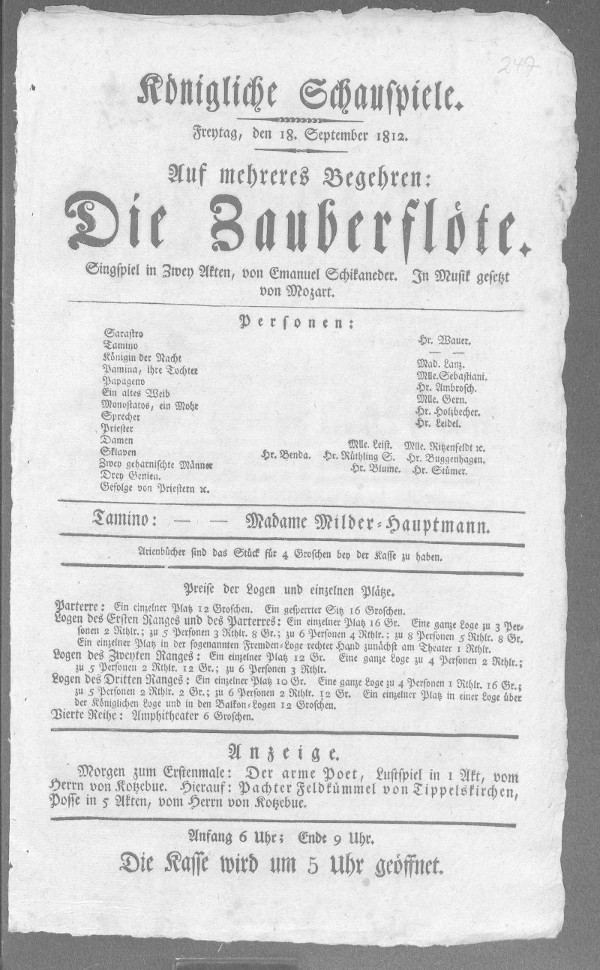 247
Königliche Schauspiele.
Freytag, den 18. September 1812.
Auf mehreres Begehren:
Die Zauberflöte.
Singspiel in Zwey Akten, von Emanuel Schikaneder. In Musik gesetzt
von Mozart.
Personen:
Sarastro Hr. Wauer.
Tamino — —
Königin der Nacht Mad. Lanz.
Pamina, ihre Tochter Mlle. Sebastiani.
Papageno Hr. Ambrosch.
Ein altes Weib Mlle. Gern.
Monostatos, ein Mohr Hr. Holzbecher.
Sprecher Hr. Leidel.
Priester
Damen Mlle. Leist. Mlle. Ritzenfeldt ꝛc.
Sklaven Hr. Benda. Hr. Rüthling S. Hr. Buggenhagen.
Zwey geharnischte Männer Hr. Blume. Hr. Stümer.
Drey Genien.
Gefolge von Priestern ꝛc.
Tamino: — — Madame Milder-Hauptmann.
Arienbücher sind das Stück für 4 Groschen bey der Kasse zu haben.
Preise der Logen und einzelnen Plätze.
Parterre: Ein einzelner Platz 12 Groschen. Ein gesperrter Sitz 16 Groschen.
Logen des Ersten Ranges und des Parterres: Ein einzelner Platz 16 Gr. Eine ganze Loge zu 3 Per-
sonen 2 Rthlr.; zu 5 Personen 3 Rthlr. 8 Gr.; zu 6 Personen 4 Rthlr.; zu 8 Personen 5 Rthlr. 8 Gr.
Ein einzelner Platz in der sogenannten Fremden-Loge rechter Hand zunächst am Theater 1 Rthlr.
Logen des Zweyten Ranges: Ein einzelner Platz 12 Gr. Eine ganze Loge zu 4 Personen 2 Rthlr.;
zu 5 Personen 2 Rthlr. 12 Gr.; zu 6 Personen 3 Rthlr.
Logen des Dritten Ranges: Ein einzelner Platz 10 Gr. Eine ganze Loge zu 4 Personen 1 Rthlr. 16 Gr.;
zu 5 Personen 2 Rthlr. 2 Gr.; zu 6 Personen 2 Rthlr. 12 Gr. Ein einzelner Platz in einer Loge über
der Königlichen Loge und in den Balkon-Logen 12 Groschen.
Vierte Reihe: Amphitheater 6 Groschen.
Anzeige.
Morgen zum Erstenmale: Der arme Poet, Lustspiel in 1 Akt, vom
Herrn von Kotzebue. Hierauf: Pachter Feldkümmel von Tippelskirchen,
Posse in 5 Akten, vom Herrn von Kotzebue.
Anfang 6 Uhr; Ende 9 Uhr.
Die Kasse wird um 5 Uhr geöffnet.